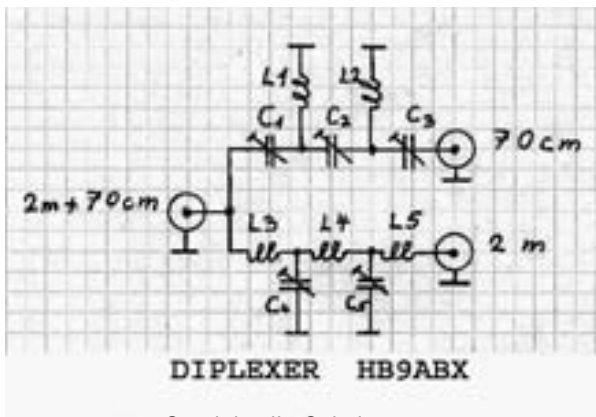 L1 L2
C1 C2 C3
70cm
2m+70cm
L3 L4 L5
2 m
C4 C5
DIPLEXER HB9ABX